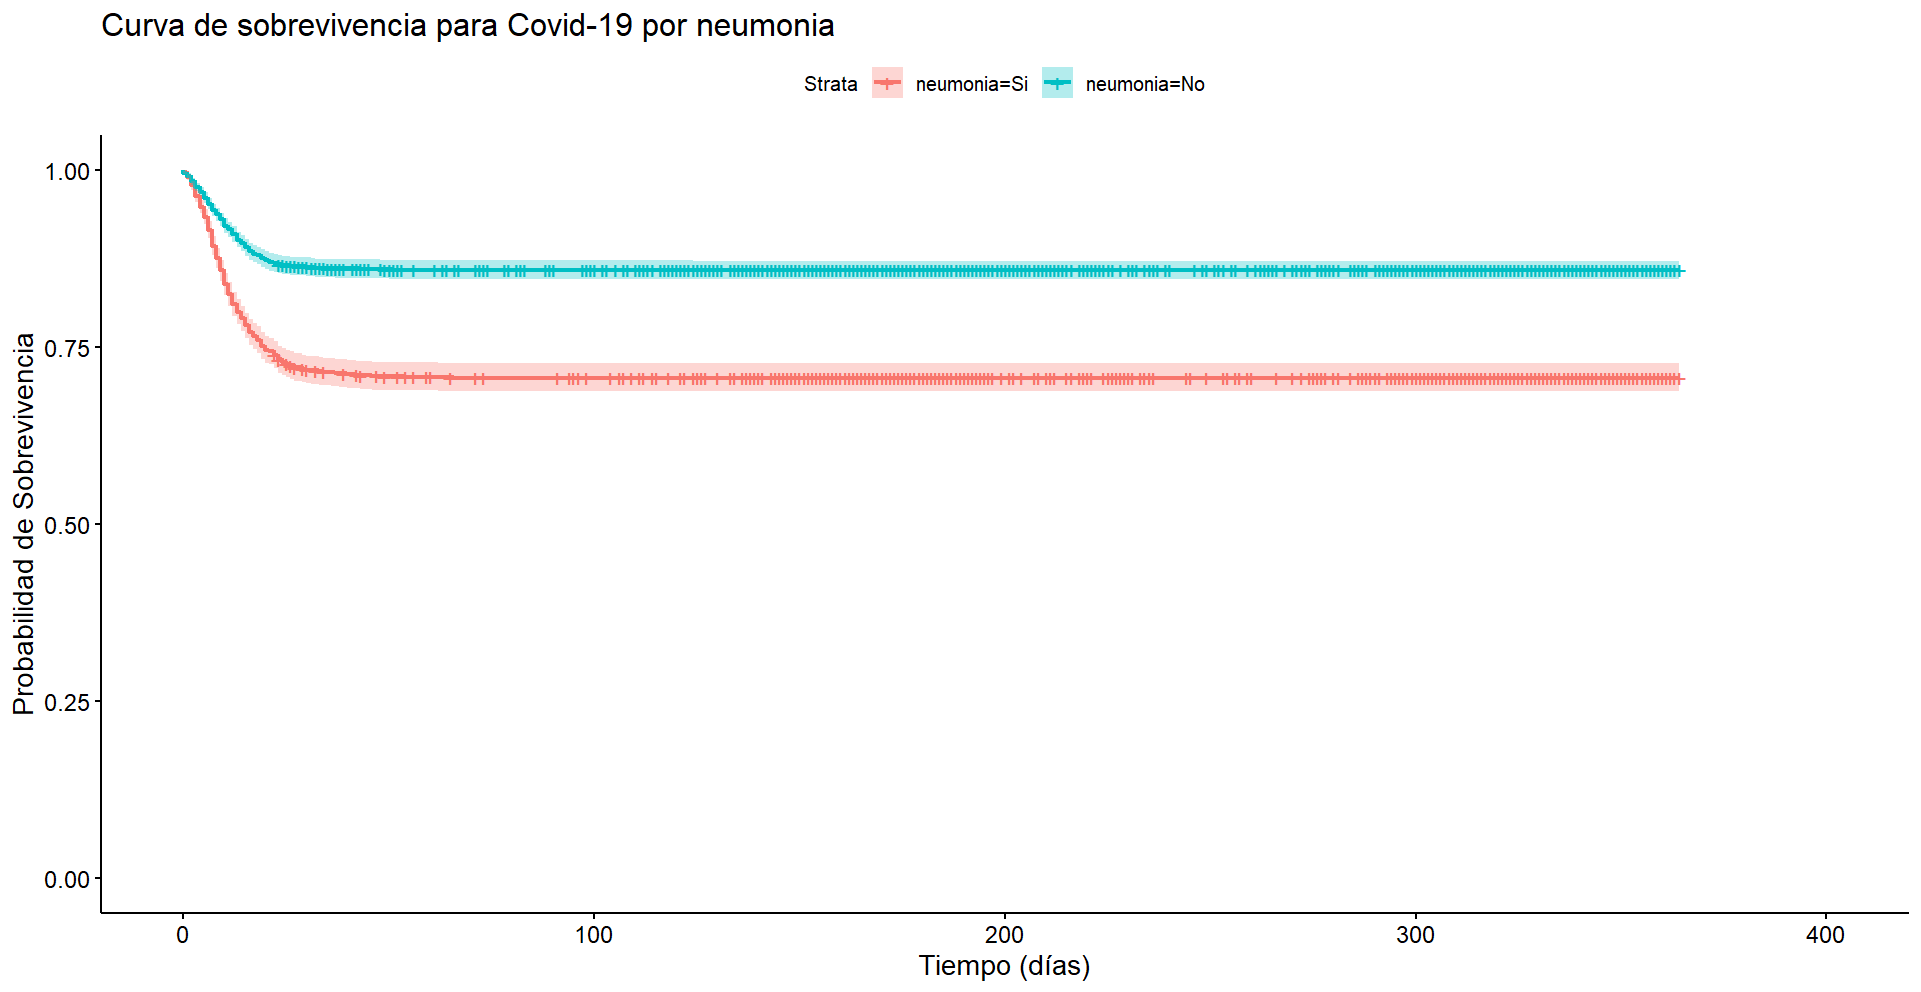 Curva de sobrevivencia para Covid-19 por neumonia
Strata neumonia=Si neumonia=No
Probabilidad de Sobrevivencia
1.00
0.75
0.50
0.25
0.00
0 100 200 300 400
Tiempo (días)